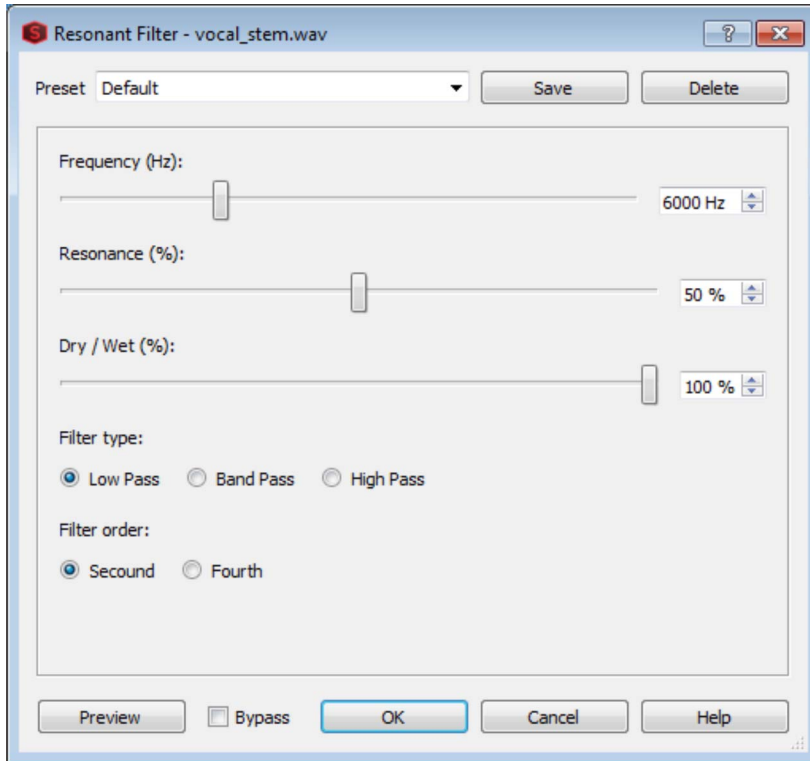 Resonant Filter - vocal_stem.wav
Preset Default Save Delete
Frequency (Hz):
6000 Hz
Resonance (%):
50 %
Dry / Wet (%):
100 %
Filter type:
Low Pass Band Pass High Pass
Filter order:
Secound Fourth
Preview Bypass OK Cancel Help